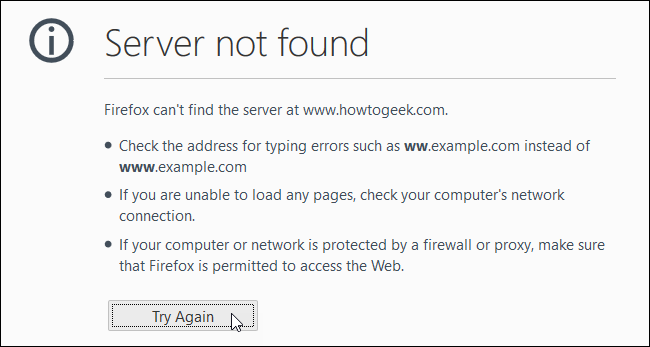 Server not found
Firefox can't find the server at www.howtogeek.com.
Check the address for typing errors such as ww.example.com instead of
www.example.com
If you are unable to load any pages, check your computer's network
connection.
If your computer or network is protected by a firewall or proxy, make sure
that Firefox is permitted to access the Web.
Try Again